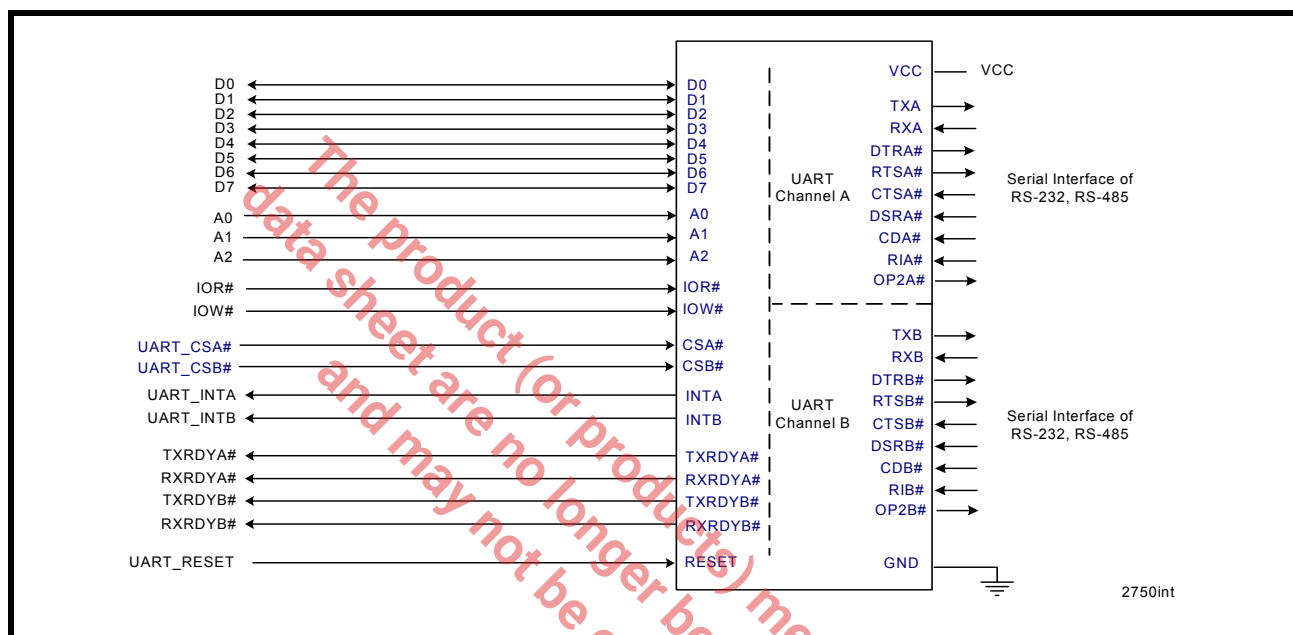 D0
D1
D2
D3
D4
D5
D6
D7
A0
A1
A2
IOR#
IOW#
UART_CSA#
UART_CSB#
UART_INTA
UART_INTB
TXRDYA#
RXRDYA#
TXRDYB#
RXRDYB#
UART_RESET
D0
D1
D2
D3
D4
D5
D6
D7
A0
A1
A2
IOR#
IOW#
CSA#
CSB#
INTA
INTB
TXRDYA#
RXRDYA#
TXRDYB#
RXRDYB#
RESET
UART
Channel A
UART
Channel B
VCC
TXA
RXA
DTRA#
RTSA#
CTSA#
DSRA#
CDA#
RIA#
OP2A#
TXB
RXB
DTRB#
RTSB#
CTSB#
DSRB#
CDB#
RIB#
OP2B#
GND
VCC
Serial Interface of
RS-232, RS-485
Serial Interface of
RS-232, RS-485
2750int
The product (or products)
data sheet are no longer
and may not be